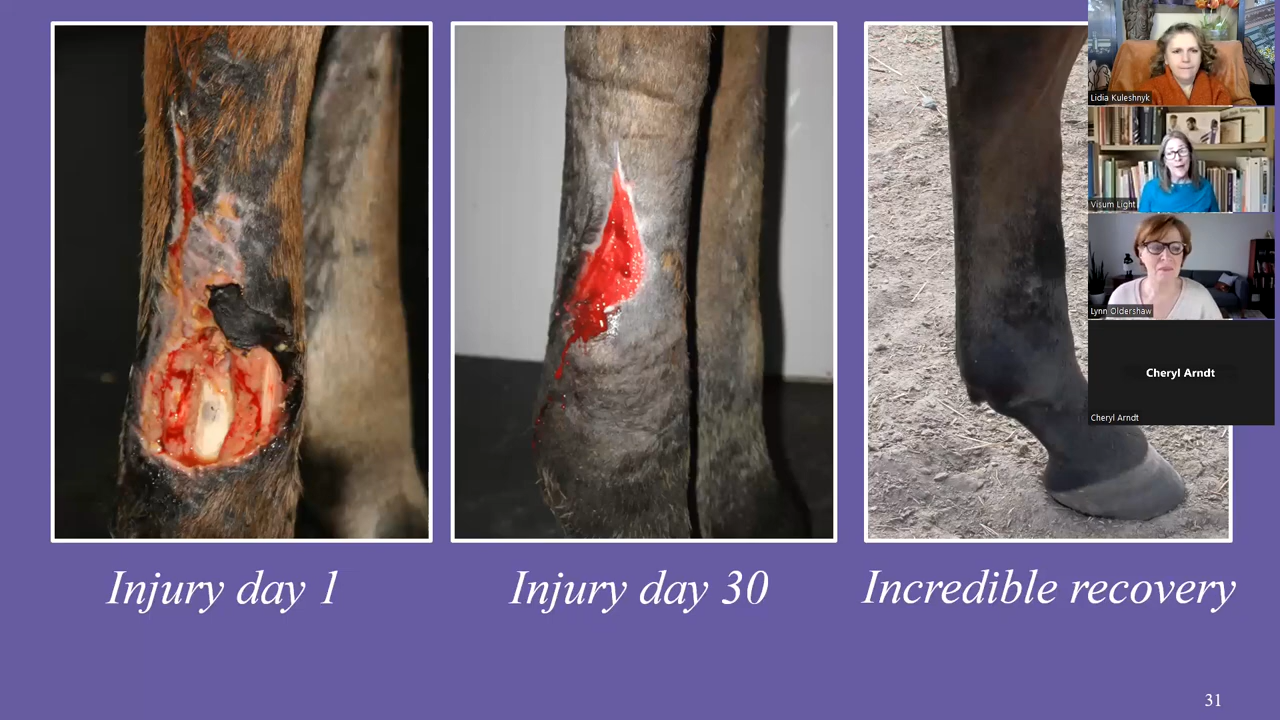 Lidia Kuleshnyk
Visum Light
Lynn Oldershaw
Cheryl Arndt
Cheryl Arndt
Injury day 1
Injury day 30
Incredible recovery
31